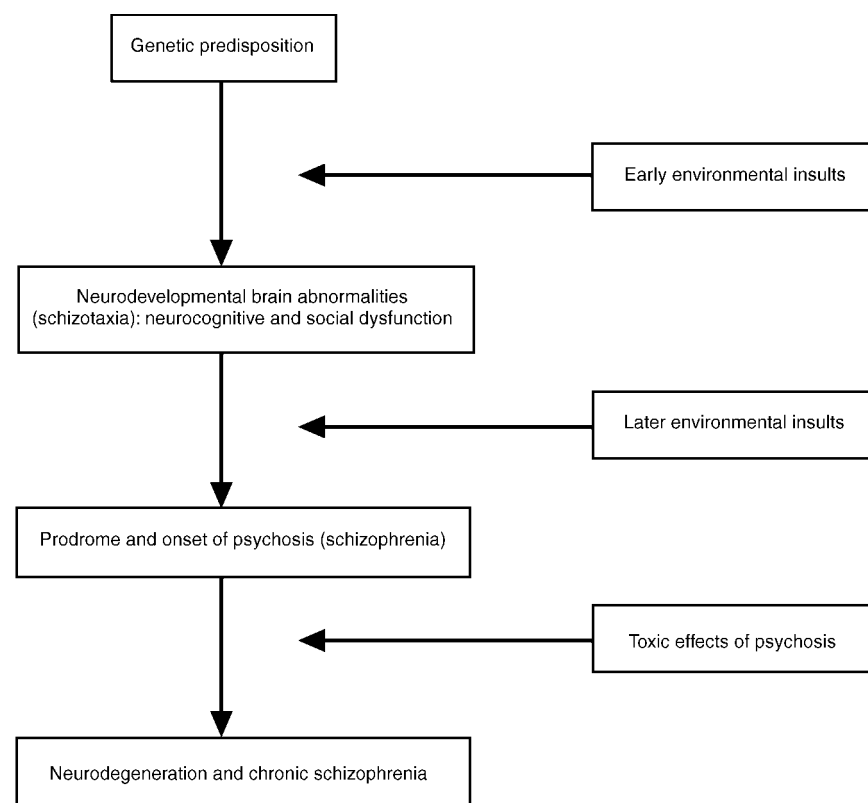 Genetic predisposition
Early environmental insults
Neurodevelopmental brain abnormalities
(schizotaxia): neurocognitive and social dysfunction
Later environmental insults
Prodrome and onset of psychosis (schizophrenia)
Toxic effects of psychosis
Neurodegeneration and chronic schizophrenia